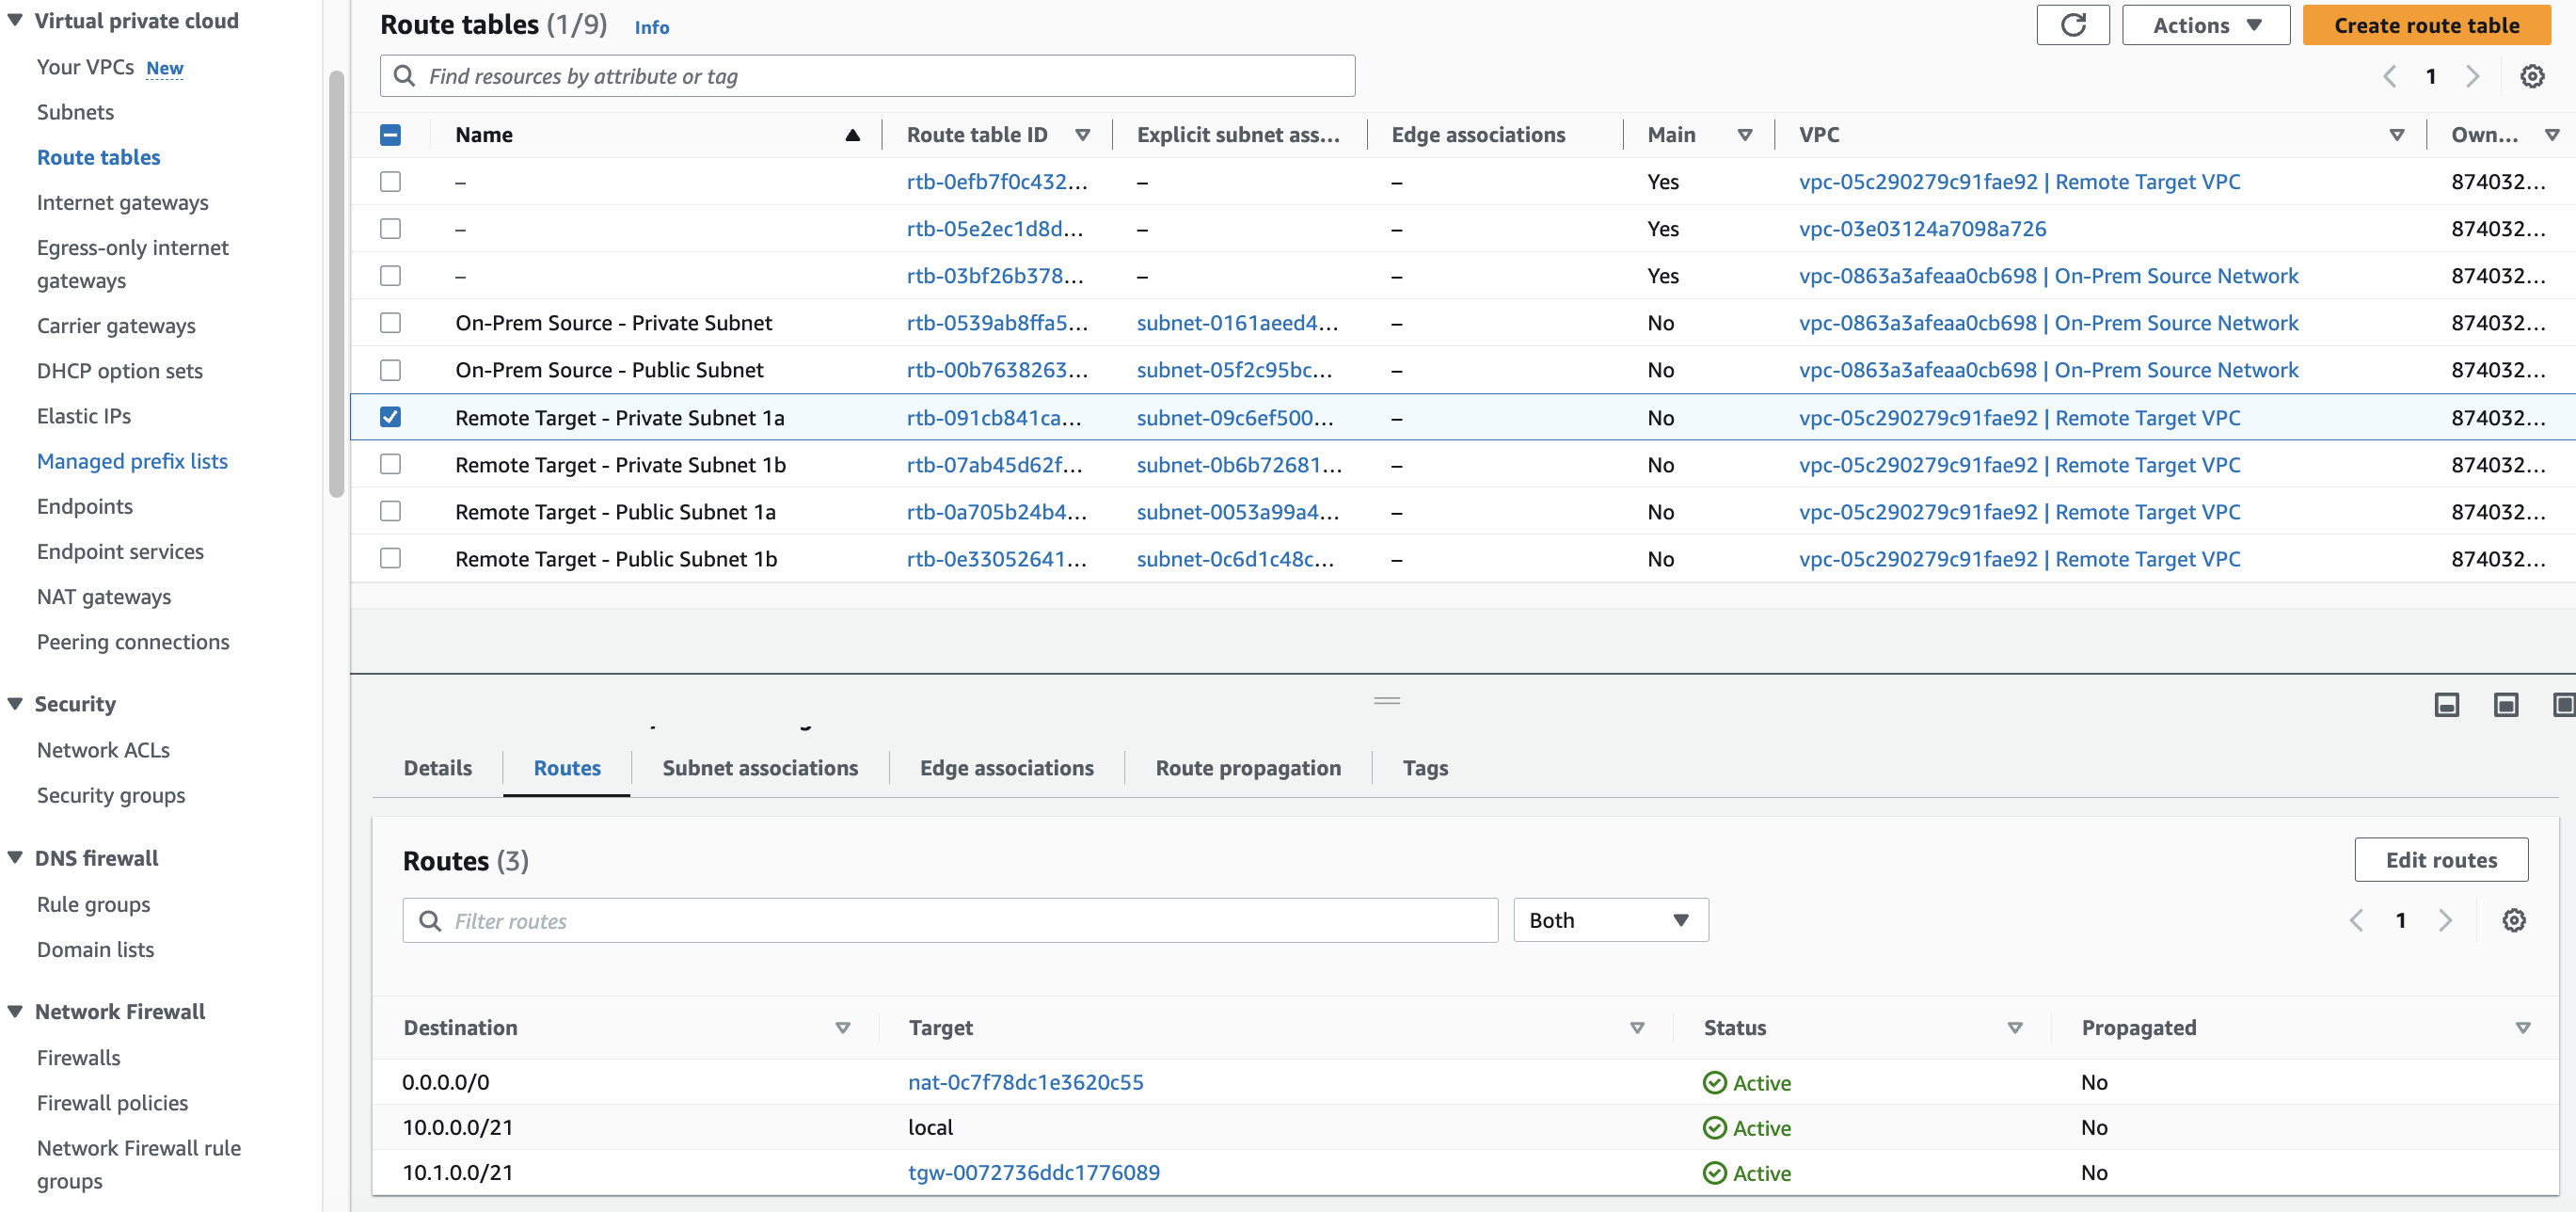 Virtual private cloud
Your VPCs New
Subnets
Route tables
Internet gateways
Egress-only internet
gateways
Carrier gateways
DHCP option sets
Elastic IPs
Managed prefix lists
Endpoints
Endpoint services
NAT gateways
Peering connections
Security
Network ACLs
Security groups
DNS firewall
Rule groups
Domain lists
Network Firewall
Firewalls
Firewall policies
Network Firewall rule
groups
Route tables (1/9) Info
Actions
Create route table
Find resources by attribute or tag
1
Name Route table ID Explicit subnet ass... Edge associations Main VPC Own...
– rtb-0efb7f0c432... – – Yes vpc-05c290279c91fae92 | Remote Target VPC 874032...
– rtb-05e2ec1d8d... – – Yes vpc-03e03124a7098a726 874032...
– rtb-03bf26b378... – – Yes vpc-0863a3afeaa0cb698 | On-Prem Source Network 874032...
On-Prem Source - Private Subnet rtb-0539ab8ffa5... subnet-0161aeed4... – No vpc-0863a3afeaa0cb698 | On-Prem Source Network 874032...
On-Prem Source - Public Subnet rtb-00b7638263... subnet-05f2c95bc... – No vpc-0863a3afeaa0cb698 | On-Prem Source Network 874032...
Remote Target - Private Subnet 1a rtb-091cb841ca... subnet-09c6ef500... – No vpc-05c290279c91fae92 | Remote Target VPC 874032...
Remote Target - Private Subnet 1b rtb-07ab45d62f... subnet-0b6b72681... – No vpc-05c290279c91fae92 | Remote Target VPC 874032...
Remote Target - Public Subnet 1a rtb-0a705b24b4... subnet-0053a99a4... – No vpc-05c290279c91fae92 | Remote Target VPC 874032...
Remote Target - Public Subnet 1b rtb-0e33052641... subnet-0c6d1c48c... – No vpc-05c290279c91fae92 | Remote Target VPC 874032...
Details Routes Subnet associations Edge associations Route propagation Tags
Routes (3)
Edit routes
Filter routes
Both
1
Destination Target Status Propagated
0.0.0.0/0 nat-0c7f78dc1e3620c55 Active No
10.0.0.0/21 local Active No
10.1.0.0/21 tgw-0072736ddc1776089 Active No